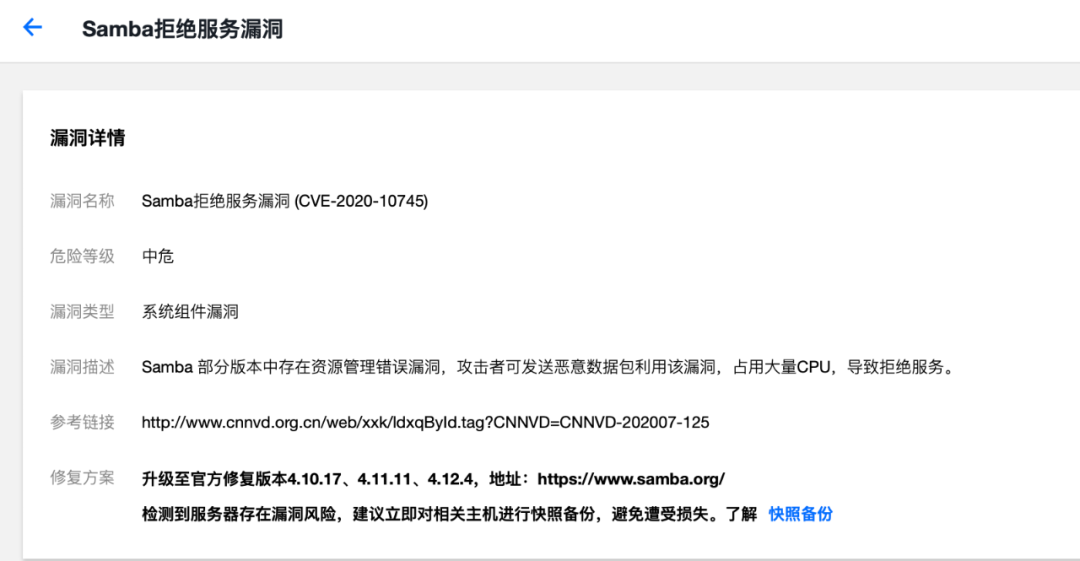 Samba拒绝服务漏洞
漏洞详情
漏洞名称 Samba拒绝服务漏洞 (CVE-2020-10745)
危险等级 中危
漏洞类型 系统组件漏洞
漏洞描述 Samba 部分版本中存在资源管理错误漏洞，攻击者可发送恶意数据包利用该漏洞，占用大量CPU，导致拒绝服务。
参考链接 http://www.cnnvd.org.cn/web/xxk/ldxqById.tag?CNNVD=CNNVD-202007-125
修复方案 升级至官方修复版本4.10.17、4.11.11、4.12.4，地址：https://www.samba.org/
检测到服务器存在漏洞风险，建议立即对相关主机进行快照备份，避免遭受损失。了解 快照备份